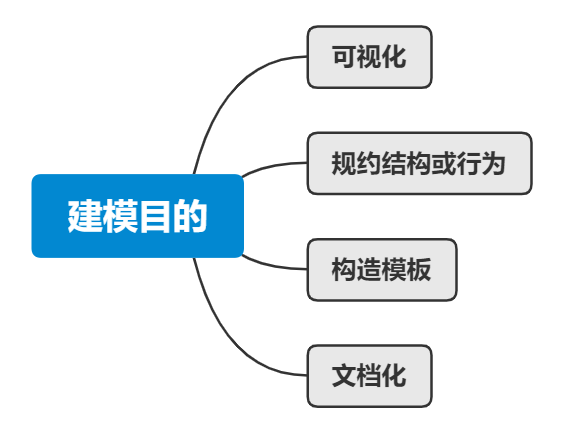 建模目的
可视化
规约结构或行为
构造模板
文档化